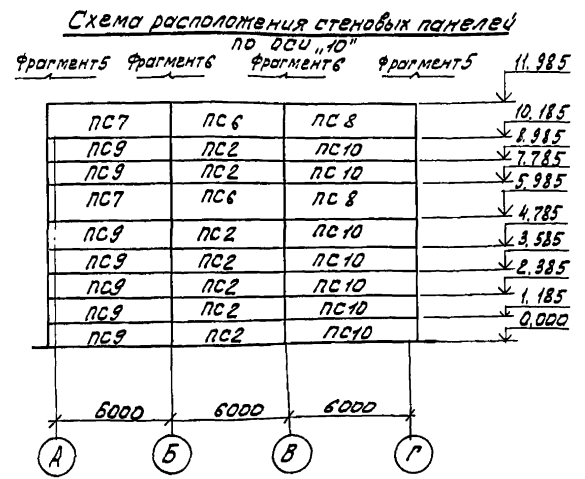 Схема расположения стеновых панелей
по оси „10"
Фрагмент5 Фрагмент6 Фрагмент6 Фрагмент5
11.985
ПС7 ПС6 ПС8
10.185
ПС9 ПС2 ПС10
8.985
ПС9 ПС2 ПС10
7.785
ПС7 ПС6 ПС8
5.985
ПС9 ПС2 ПС10
4.785
ПС9 ПС2 ПС10
3.585
ПС9 ПС2 ПС10
2.385
ПС9 ПС2 ПС10
1.185
ПС9 ПС2 ПС10
0.000
6000 6000 6000
А Б В Г